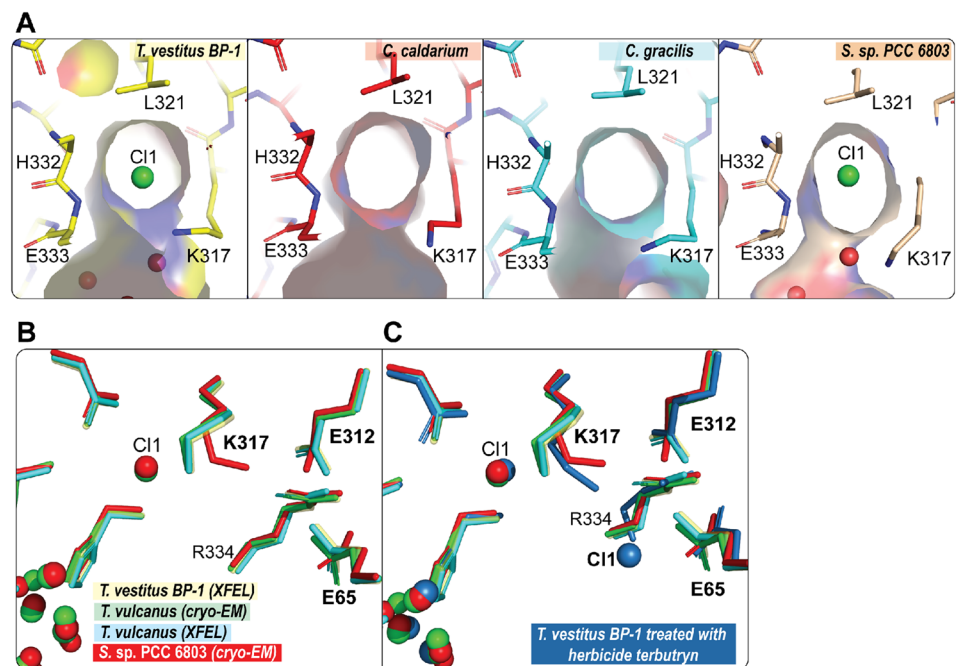 A
T. vestitus BP-1
C. caldarium
C. gracilis
S. sp. PCC 6803
L321
L321
L321
L321
H332
Cl1
H332
H332
H332
Cl1
E333
K317
E333
K317
E333
K317
E333
K317
B
C
Cl1
K317
E312
R334
E65
T. vestitus BP-1 (XFEL)
T. vulcanus (cryo-EM)
T. vulcanus (XFEL)
S. sp. PCC 6803 (cryo-EM)
Cl1
K317
E312
R334
Cl1
E65
T. vestitus BP-1 treated with
herbicide terbutryn